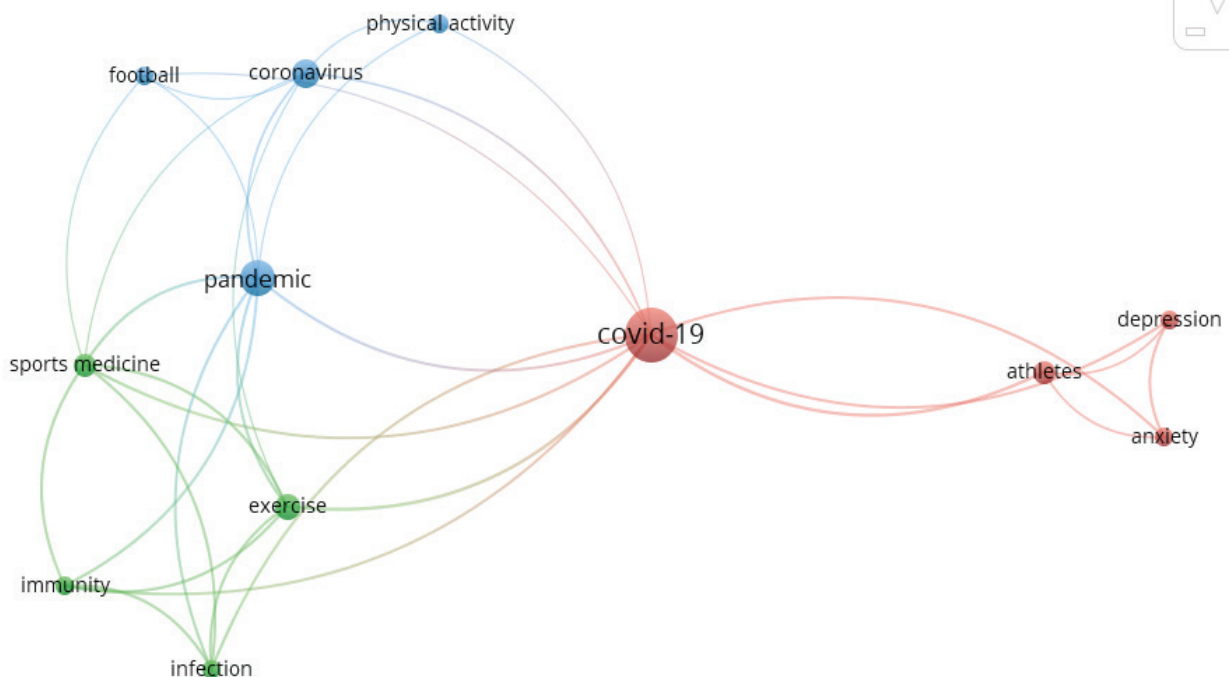 physical activity
football
coronavirus
pandemic
covid-19
depression
sports medicine
athletes
anxiety
exercise
immunity
infection